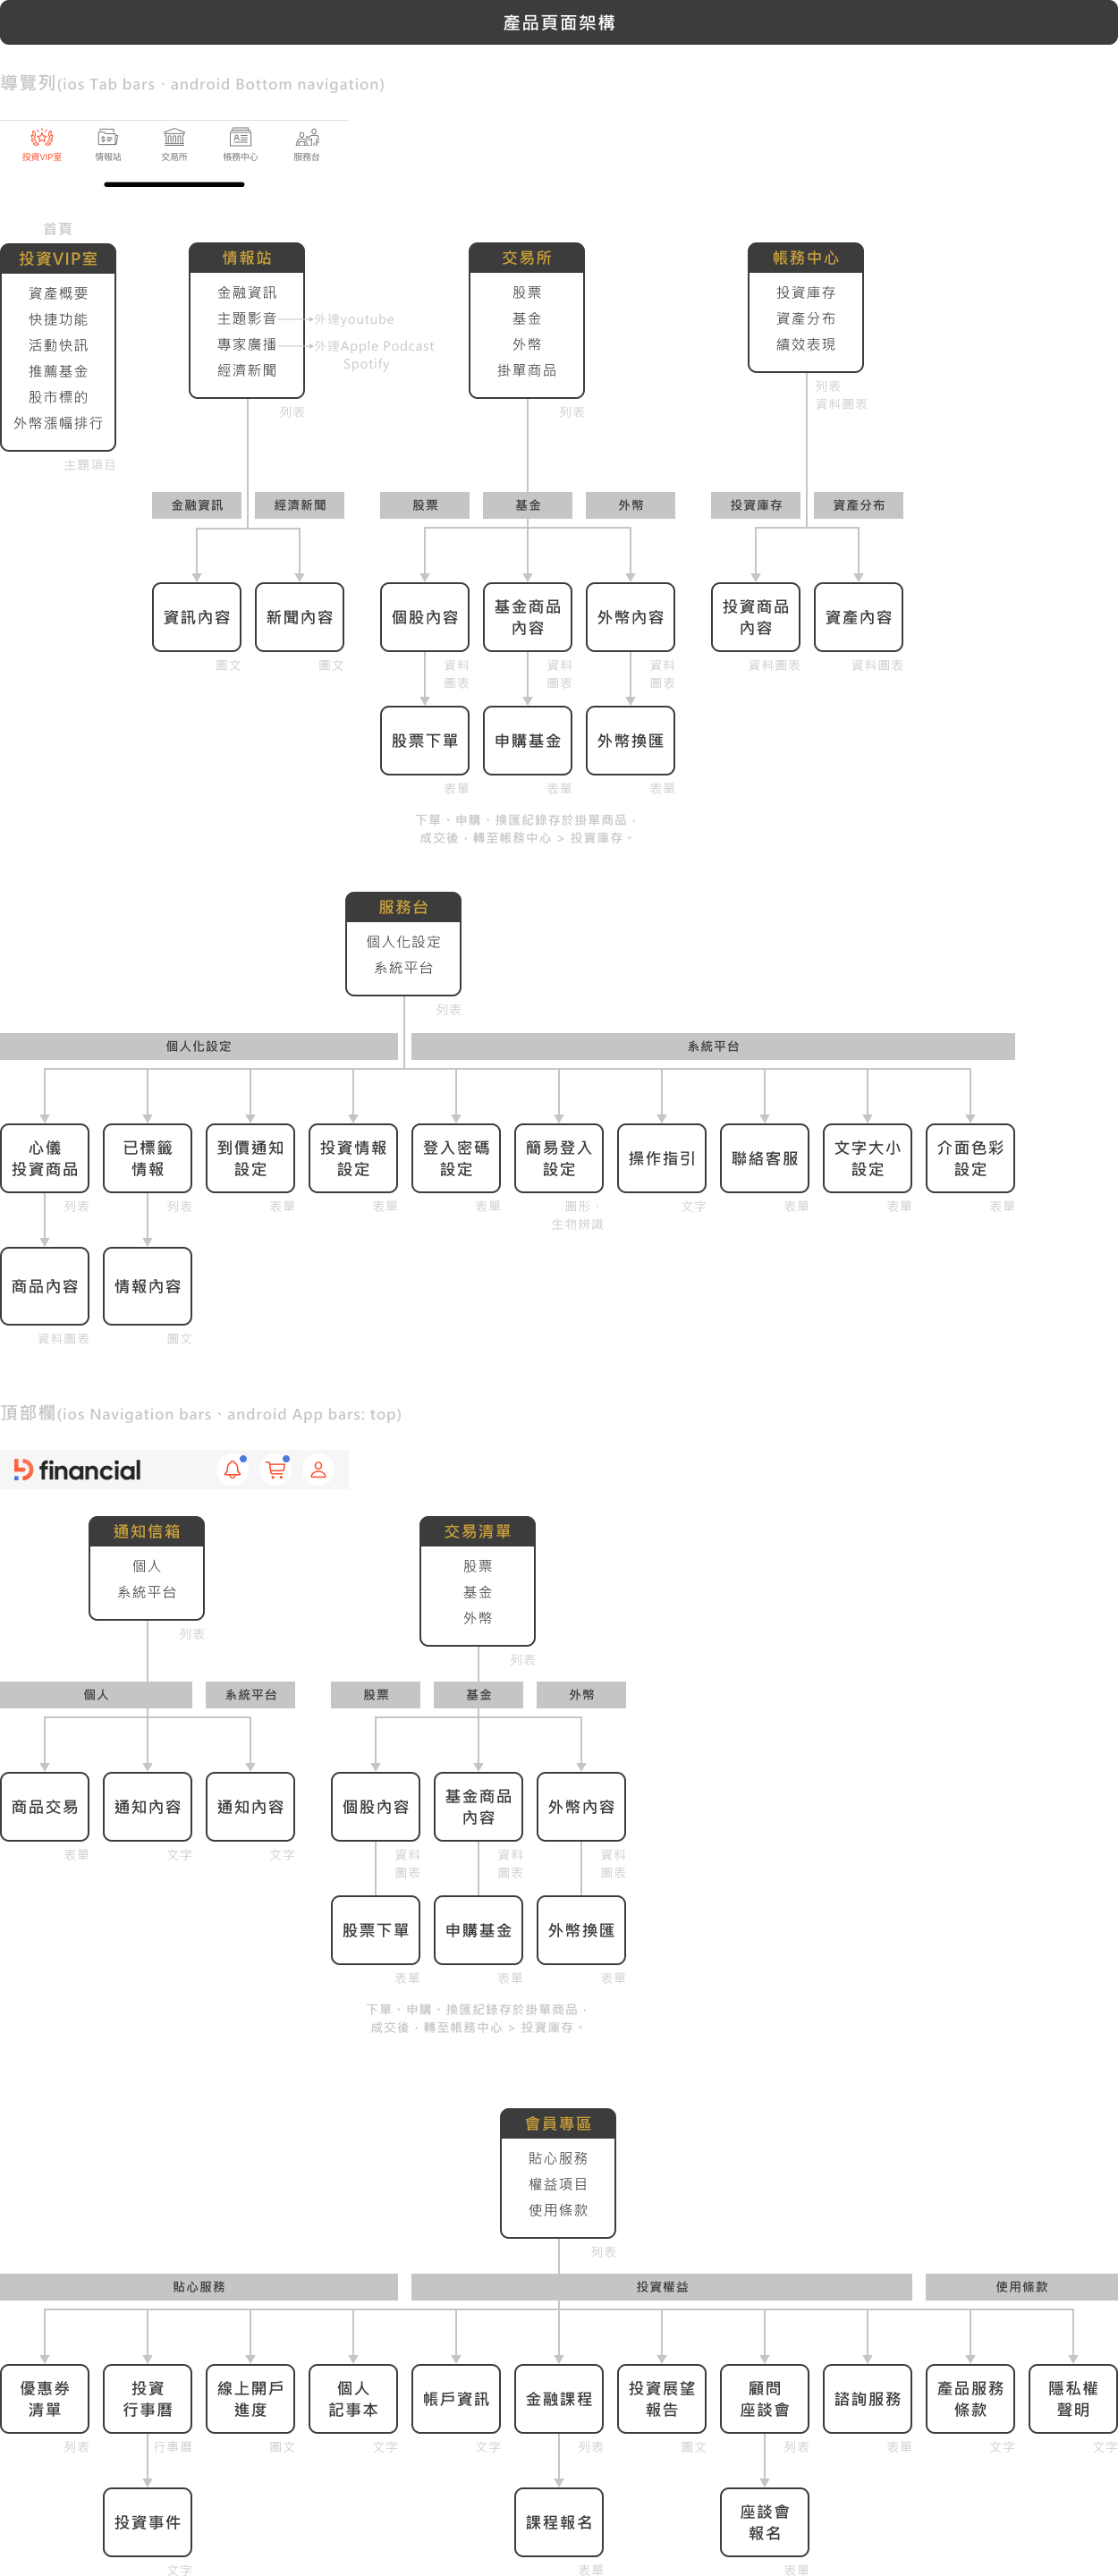 產品頁面架構
導覽列(ios Tab bars、android Bottom navigation)
投資VIP室 情報站 交易所 帳務中心 服務台
首頁
投資VIP室
資產概要
快捷功能
活動快訊
推薦基金
股市標的
外幣漲幅排行
主題項目
情報站
金融資訊
主題影音 外連youtube
專家廣播 外連Apple Podcast
Spotify
經濟新聞
列表
交易所
股票
基金
外幣
掛單商品
列表
帳務中心
投資庫存
資產分布
績效表現
列表
資料圖表
金融資訊 經濟新聞 股票 基金 外幣 投資庫存 資產分布
資訊內容 新聞內容 個股內容 基金商品 外幣內容 投資商品 資產內容
內容 內容
圖文 圖文 資料 資料 資料 資料圖表 資料圖表
圖表 圖表 圖表
股票下單 申購基金 外幣換匯
表單 表單 表單
下單、申購、換匯紀錄存於掛單商品，
成交後，轉至帳務中心 > 投資庫存。
服務台
個人化設定
系統平台
列表
個人化設定 系統平台
心儀 已標籤 到價通知 投資情報 登入密碼 簡易登入 操作指引 聯絡客服 文字大小 介面色彩
投資商品 情報 設定 設定 設定 設定 設定 設定
列表 列表 表單 表單 表單 圖形、 文字 表單 表單 表單
生物辨識
商品內容 情報內容
資料圖表 圖文
頂部欄(ios Navigation bars、android App bars: top)
financial
通知信箱
個人
系統平台
列表
交易清單
股票
基金
外幣
列表
個人 系統平台 股票 基金 外幣
商品交易 通知內容 通知內容 個股內容 基金商品 外幣內容
內容
表單 文字 文字 資料 資料 資料
圖表 圖表 圖表
股票下單 申購基金 外幣換匯
表單 表單 表單
下單、申購、換匯紀錄存於掛單商品，
成交後，轉至帳務中心 > 投資庫存。
會員專區
貼心服務
權益項目
使用條款
列表
貼心服務 投資權益 使用條款
優惠券 投資 線上開戶 個人 帳戶資訊 金融課程 投資展望 顧問 諮詢服務 產品服務 隱私權
清單 行事曆 進度 記事本 報告 座談會 條款 聲明
列表 行事曆 圖文 文字 文字 列表 圖文 列表 表單 文字 文字
投資事件 課程報名 座談會
報名
文字 表單 表單